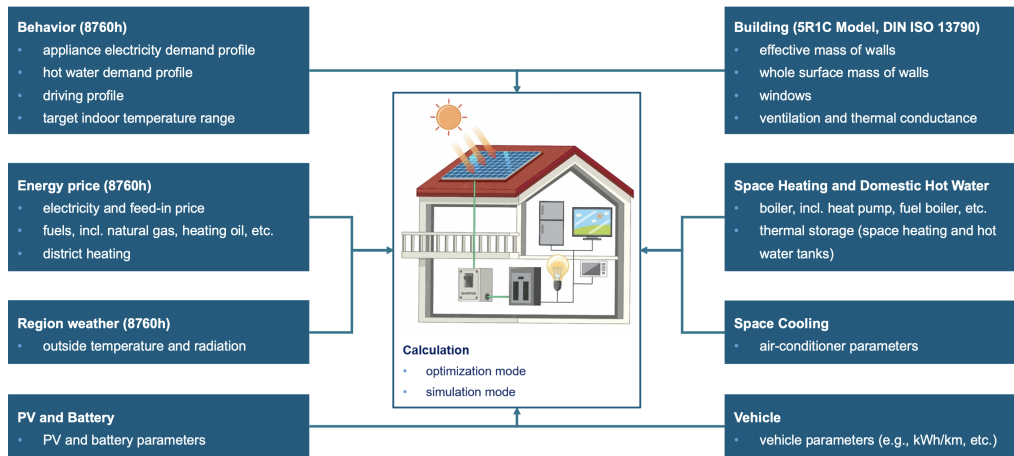 Behavior (8760h)
• appliance electricity demand profile
• hot water demand profile
• driving profile
• target indoor temperature range
Energy price (8760h)
• electricity and feed-in price
• fuels, incl. natural gas, heating oil, etc.
• district heating
Region weather (8760h)
• outside temperature and radiation
PV and Battery
• PV and battery parameters
Calculation
• optimization mode
• simulation mode
Building (5R1C Model, DIN ISO 13790)
• effective mass of walls
• whole surface mass of walls
• windows
• ventilation and thermal conductance
Space Heating and Domestic Hot Water
• boiler, incl. heat pump, fuel boiler, etc.
• thermal storage (space heating and hot
water tanks)
Space Cooling
• air-conditioner parameters
Vehicle
• vehicle parameters (e.g., kWh/km, etc.)